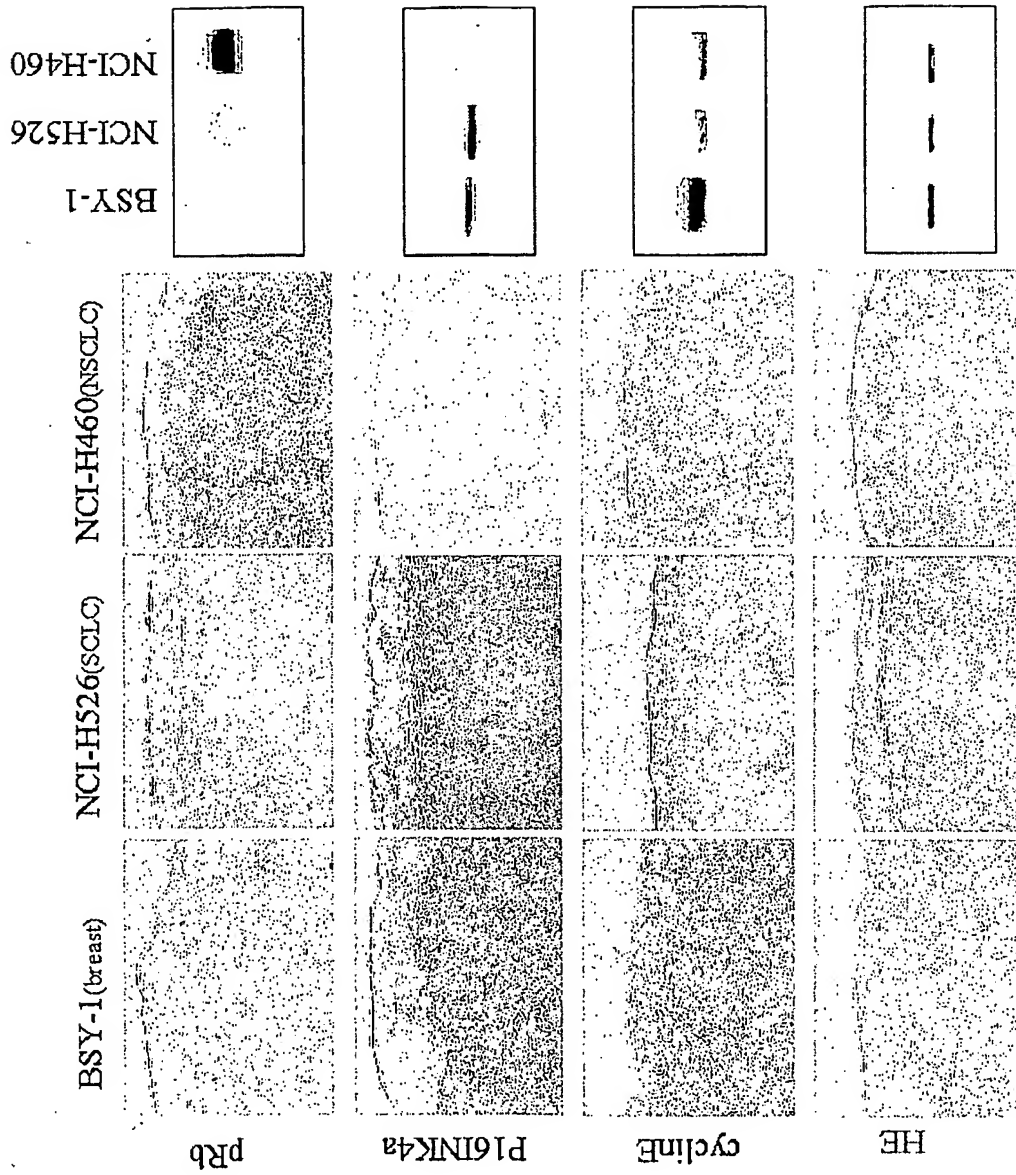 BSY-1(breast)
NCI-H526(SCLC)
NCI-H460(NSCLC)
BSY-1
NCI-H526
NCI-H460
pRb
P16INK4a
cyclinE
HE